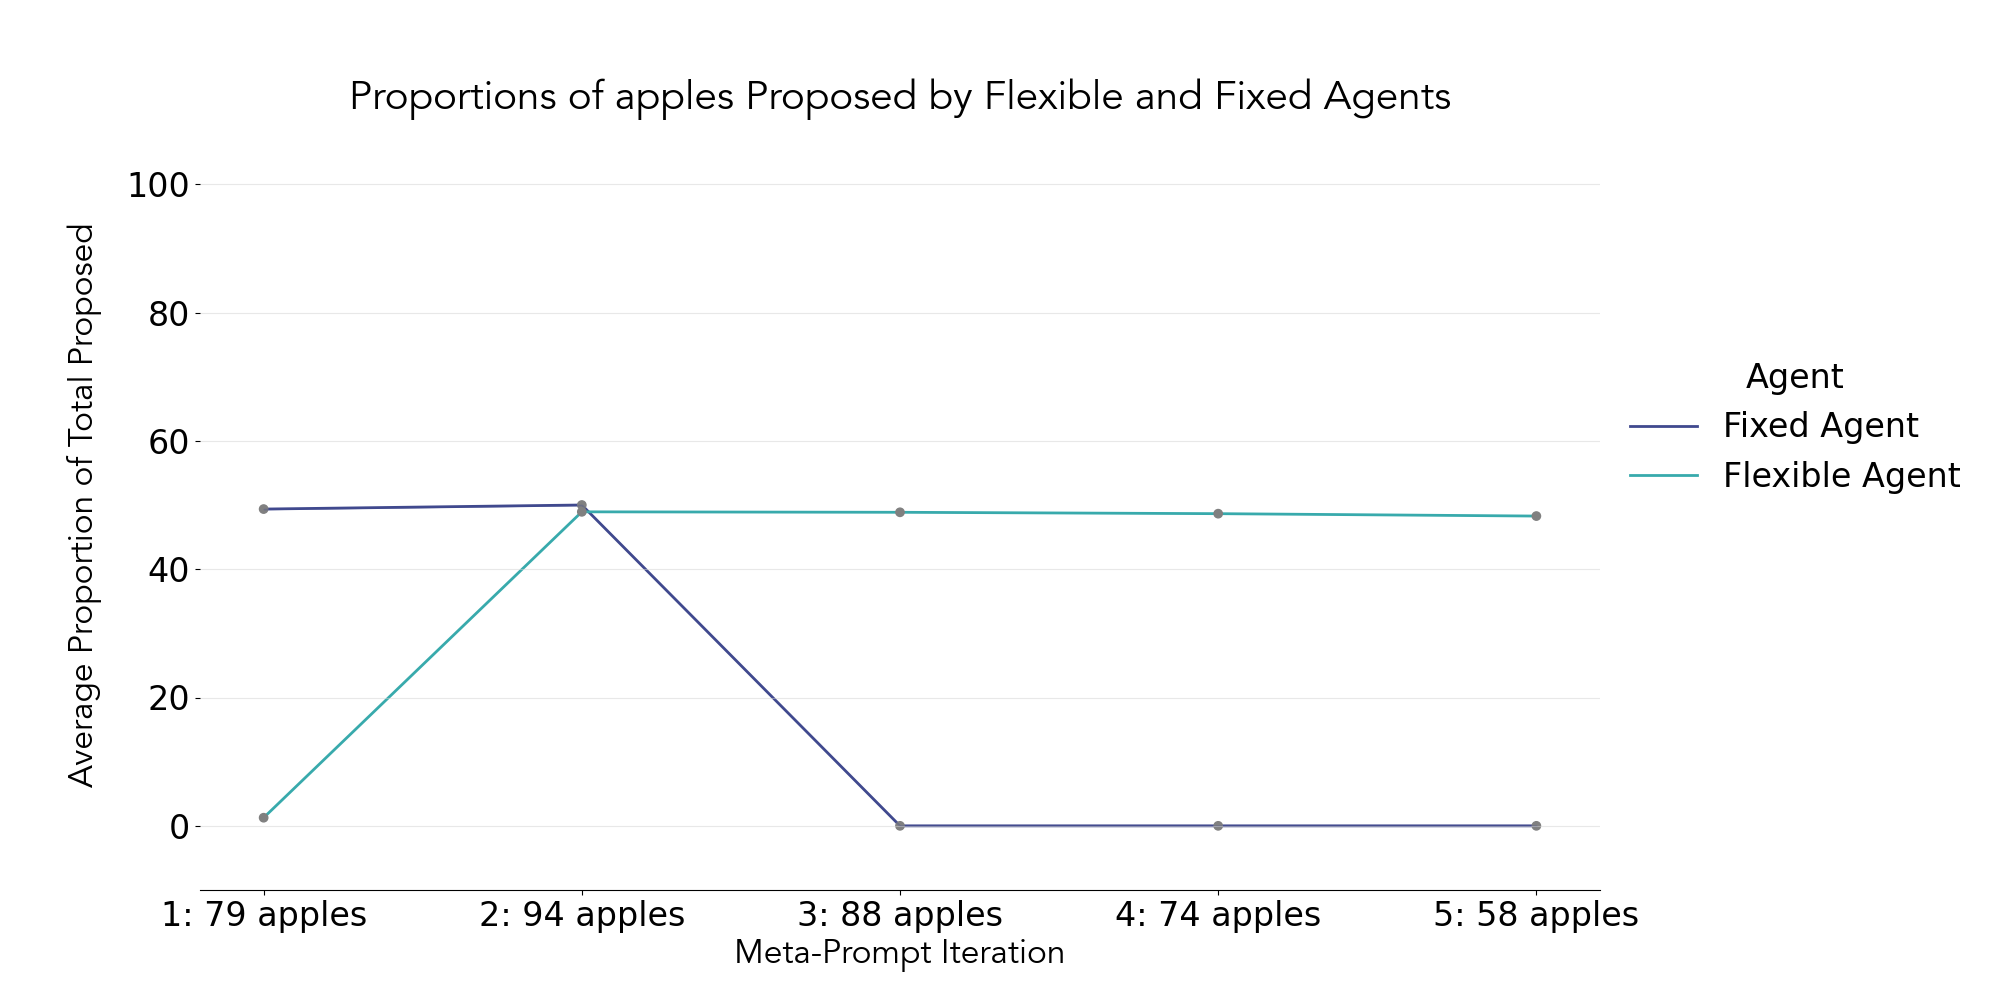 Proportions of apples Proposed by Flexible and Fixed Agents
Average Proportion of Total Proposed
100
80
60
40
20
0
1: 79 apples
2: 94 apples
3: 88 apples
4: 74 apples
5: 58 apples
Meta-Prompt Iteration
Agent
Fixed Agent
Flexible Agent